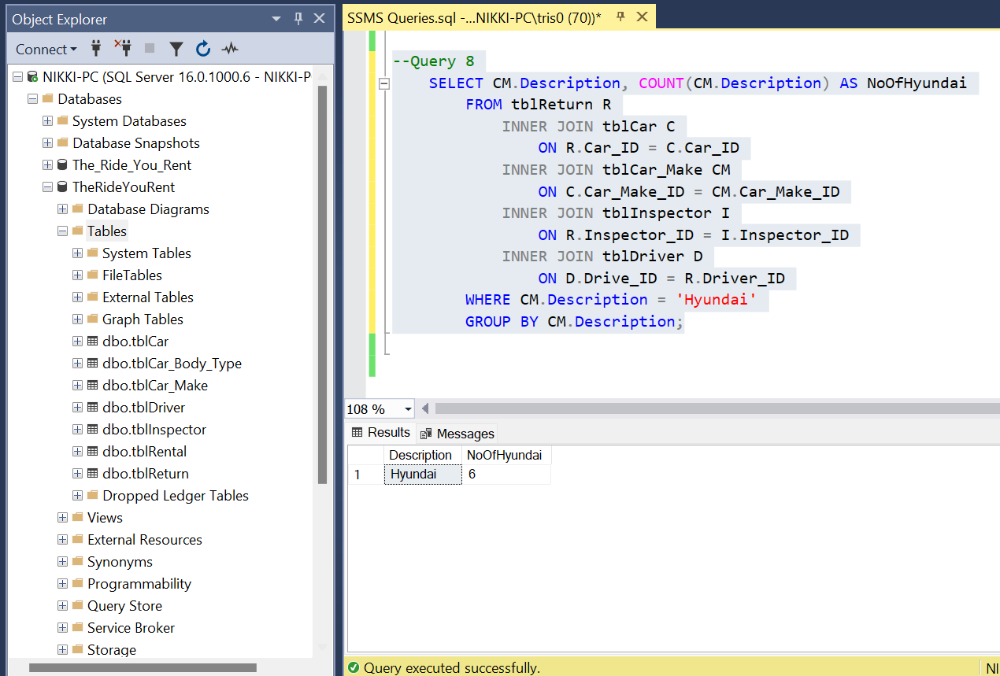 Object Explorer
Connect
NIKKI-PC (SQL Server 16.0.1000.6 - NIKKI-P
Databases
System Databases
Database Snapshots
The_Ride_You_Rent
TheRideYouRent
Database Diagrams
Tables
System Tables
FileTables
External Tables
Graph Tables
dbo.tblCar
dbo.tblCar_Body_Type
dbo.tblCar_Make
dbo.tblDriver
dbo.tblInspector
dbo.tblRental
dbo.tblReturn
Dropped Ledger Tables
Views
External Resources
Synonyms
Programmability
Query Store
Service Broker
Storage
SSMS Queries.sql -...NIKKI-PC\tris0 (70))*
--Query 8
SELECT CM.Description, COUNT(CM.Description) AS NoOfHyundai
FROM tblReturn R
INNER JOIN tblCar C
ON R.Car_ID = C.Car_ID
INNER JOIN tblCar_Make CM
ON C.Car_Make_ID = CM.Car_Make_ID
INNER JOIN tblInspector I
ON R.Inspector_ID = I.Inspector_ID
INNER JOIN tblDriver D
ON D.Drive_ID = R.Driver_ID
WHERE CM.Description = 'Hyundai'
GROUP BY CM.Description;
108 %
Results Messages
Description NoOfHyundai
1 Hyundai 6
Query executed successfully. NI